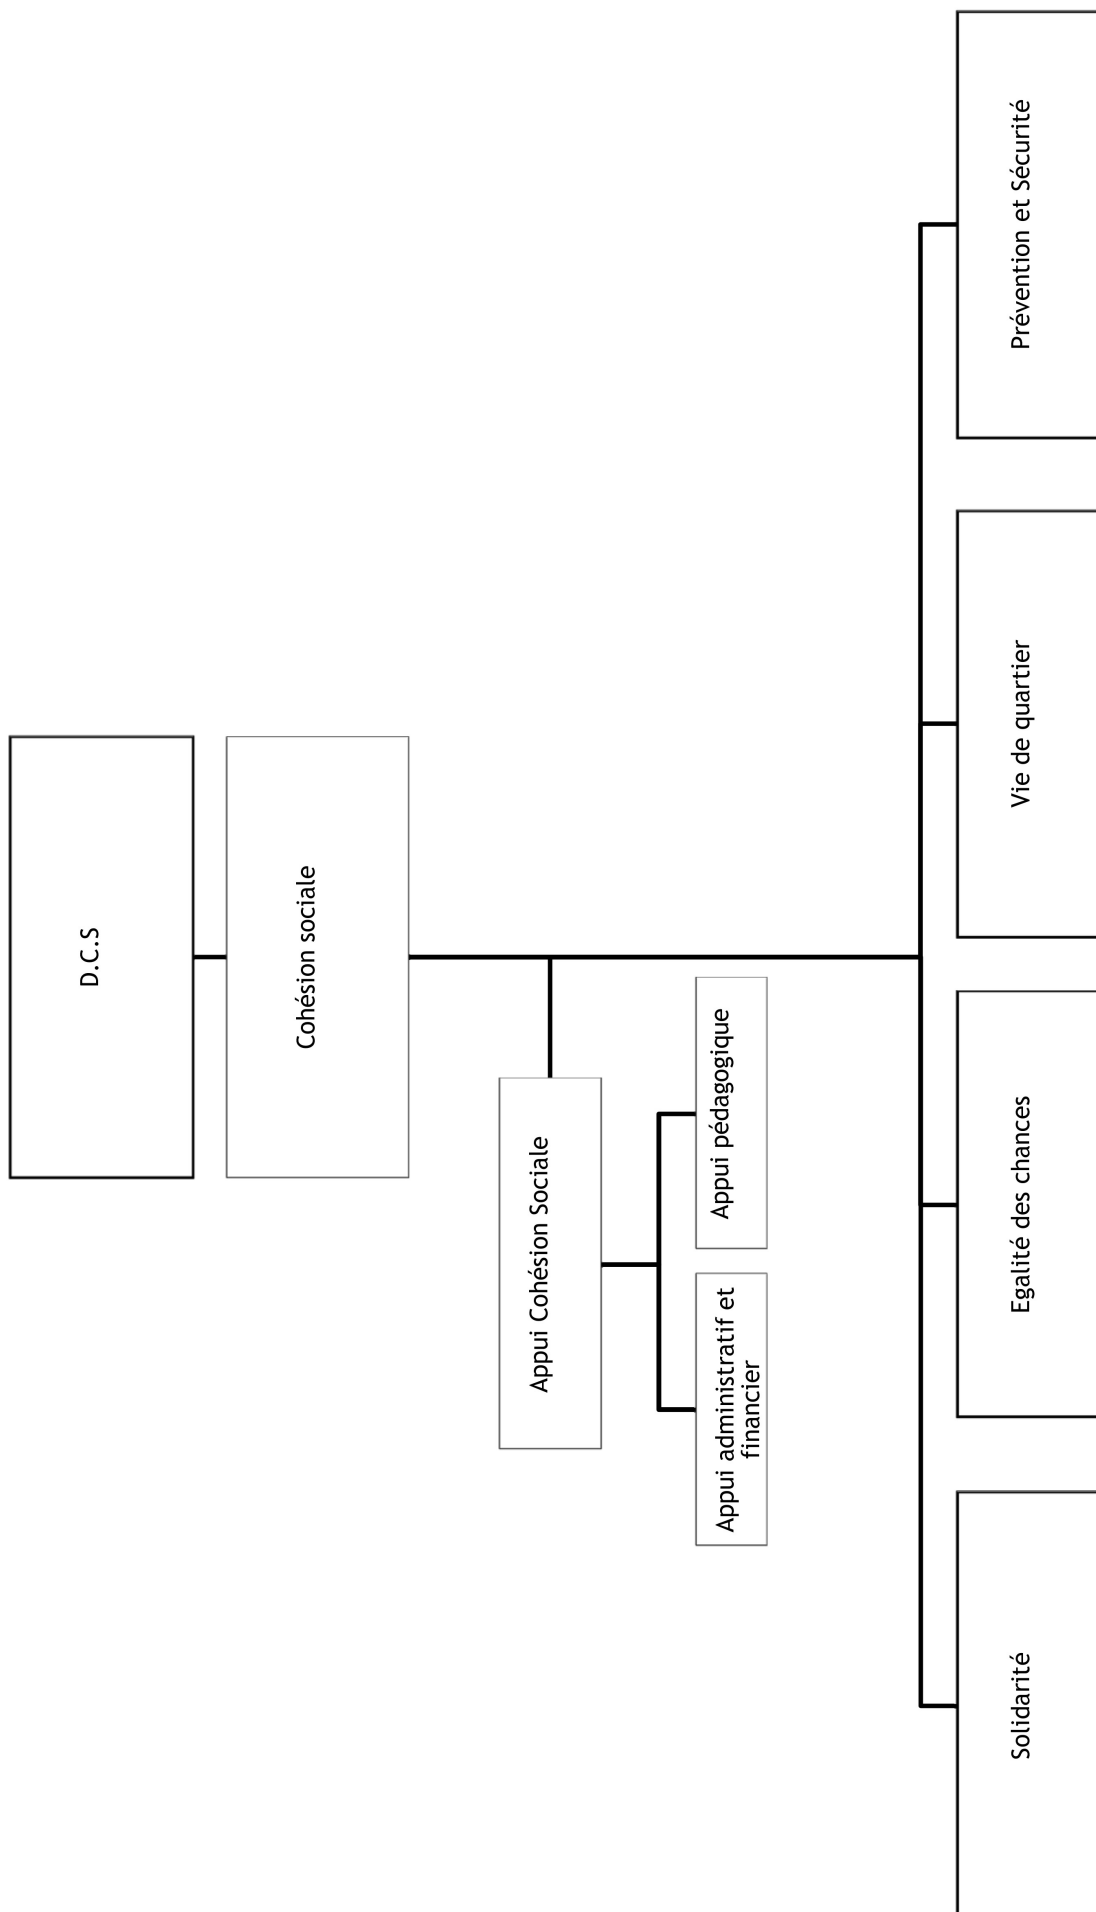 D.C.S
Cohésion sociale
Appui Cohésion Sociale
Appui administratif et
financier
Appui pédagogique
Solidarité
Egalité des chances
Vie de quartier
Prévention et Sécurité